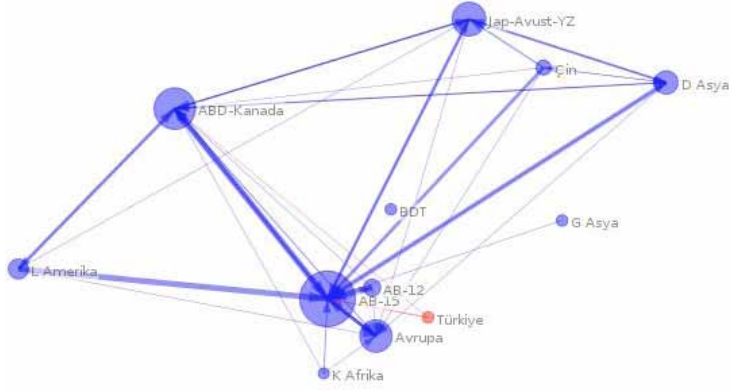 Jap-Avust-YZ
Çin
D Asya
ABD-Kanada
BDT
G Asya
L Amerika
AB-12
AB-15
Türkiye
Avrupa
K Afrika